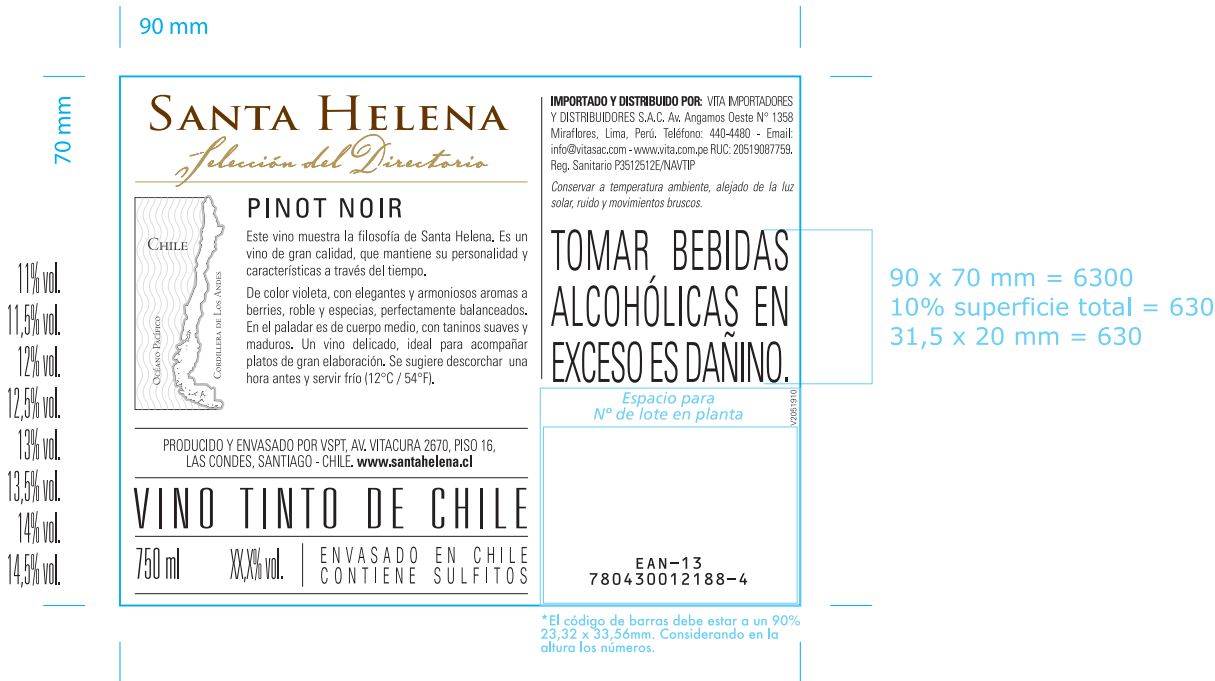 90 mm
70 mm
SANTA HELENA
Selección del Directorio
CHILE
OCÉANO PACÍFICO
CORDILLERA DE LOS ANDES
PINOT NOIR
Este vino muestra la filosofía de Santa Helena. Es un
vino de gran calidad, que mantiene su personalidad y
características a través del tiempo.
De color violeta, con elegantes y armoniosos aromas a
berries, roble y especias, perfectamente balanceados.
En el paladar es de cuerpo medio, con taninos suaves y
maduros. Un vino delicado, ideal para acompañar
platos de gran elaboración. Se sugiere descorchar una
hora antes y servir frío (12°C / 54°F).
PRODUCIDO Y ENVASADO POR VSPT, AV. VITACURA 2670, PISO 16,
LAS CONDES, SANTIAGO - CHILE. www.santahelena.cl
VINO TINTO DE CHILE
750 ml
XX,X% vol.
ENVASADO EN CHILE
CONTIENE SULFITOS
IMPORTADO Y DISTRIBUIDO POR: VITA IMPORTADORES
Y DISTRIBUIDORES S.A.C. Av. Angamos Oeste N° 1358
Miraflores, Lima, Perú. Teléfono: 440-4480 - Email:
info@vitasac.com - www.vita.com.pe RUC: 20519087759.
Reg. Sanitario P3512512E/NAVTIP
Conservar a temperatura ambiente, alejado de la luz
solar, ruido y movimientos bruscos.
TOMAR BEBIDAS
ALCOHÓLICAS EN
EXCESO ES DAÑINO.
Espacio para
Nº de lote en planta
V2051910
EAN-13
780430012188-4
*El código de barras debe estar a un 90%
23,32 x 33,56mm. Considerando en la
altura los números.
11% vol.
11,5% vol.
12% vol.
12,5% vol.
13% vol.
13,5% vol.
14% vol.
14,5% vol.
90 x 70 mm = 6300
10% superficie total = 630
31,5 x 20 mm = 630